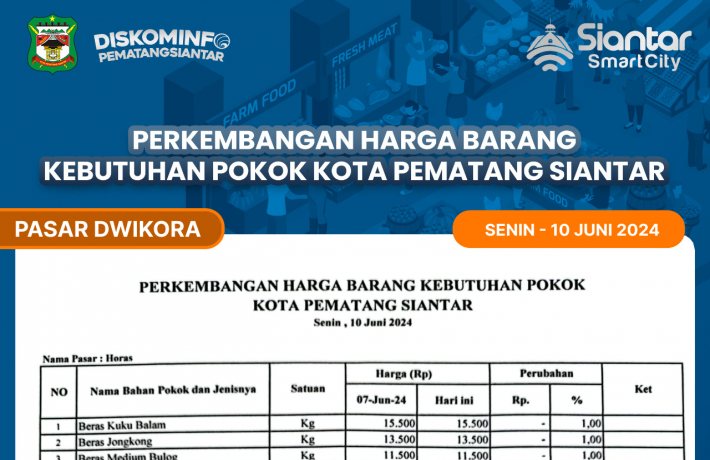 DISKOMINFO
PEMATANGSIANTAR
Siantar
SmartCity
FARM FOOD
FRESH MEAT
FARM FOOD
PERKEMBANGAN HARGA BARANG
KEBUTUHAN POKOK KOTA PEMATANG SIANTAR
PASAR DWIKORA
SENIN - 10 JUNI 2024
PERKEMBANGAN HARGA BARANG KEBUTUHAN POKOK
KOTA PEMATANG SIANTAR
Senin , 10 Juni 2024
Nama Pasar : Horas
NO Nama Bahan Pokok dan Jenisnya Satuan Harga (Rp) Perubahan Ket
07-Jun-24 Hari ini Rp. %
1 Beras Kuku Balam Kg 15.500 15.500 - 1,00
2 Beras Jongkong Kg 13.500 13.500 - 1,00
3 Beras Medium Bulog Kg 11.500 11.500 - 1,00